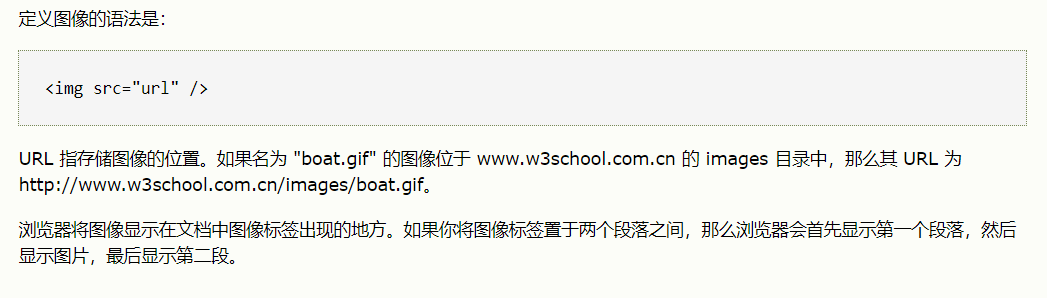 定义图像的语法是：
<img src="url" />
URL 指存储图像的位置。如果名为 "boat.gif" 的图像位于 www.w3school.com.cn 的 images 目录中，那么其 URL 为
http://www.w3school.com.cn/images/boat.gif。
浏览器将图像显示在文档中图像标签出现的地方。如果你将图像标签置于两个段落之间，那么浏览器会首先显示第一个段落，然后
显示图片，最后显示第二段。